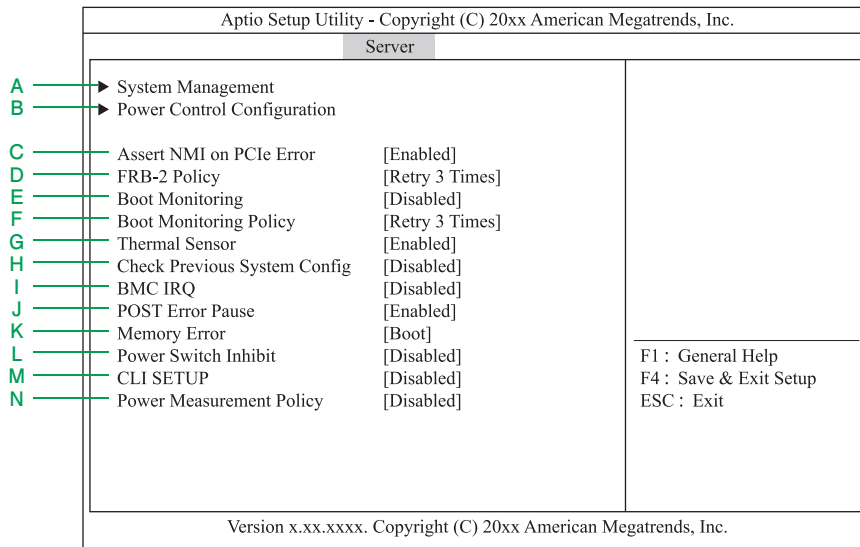 Aptio Setup Utility - Copyright (C) 20xx American Megatrends, Inc.
Server
A ▶ System Management
B ▶ Power Control Configuration
C Assert NMI on PCIe Error [Enabled]
D FRB-2 Policy [Retry 3 Times]
E Boot Monitoring [Disabled]
F Boot Monitoring Policy [Retry 3 Times]
G Thermal Sensor [Enabled]
H Check Previous System Config [Disabled]
I BMC IRQ [Disabled]
J POST Error Pause [Enabled]
K Memory Error [Boot]
L Power Switch Inhibit [Disabled]
M CLI SETUP [Disabled]
N Power Measurement Policy [Disabled]
F1 : General Help
F4 : Save & Exit Setup
ESC : Exit
Version x.xx.xxxx. Copyright (C) 20xx American Megatrends, Inc.